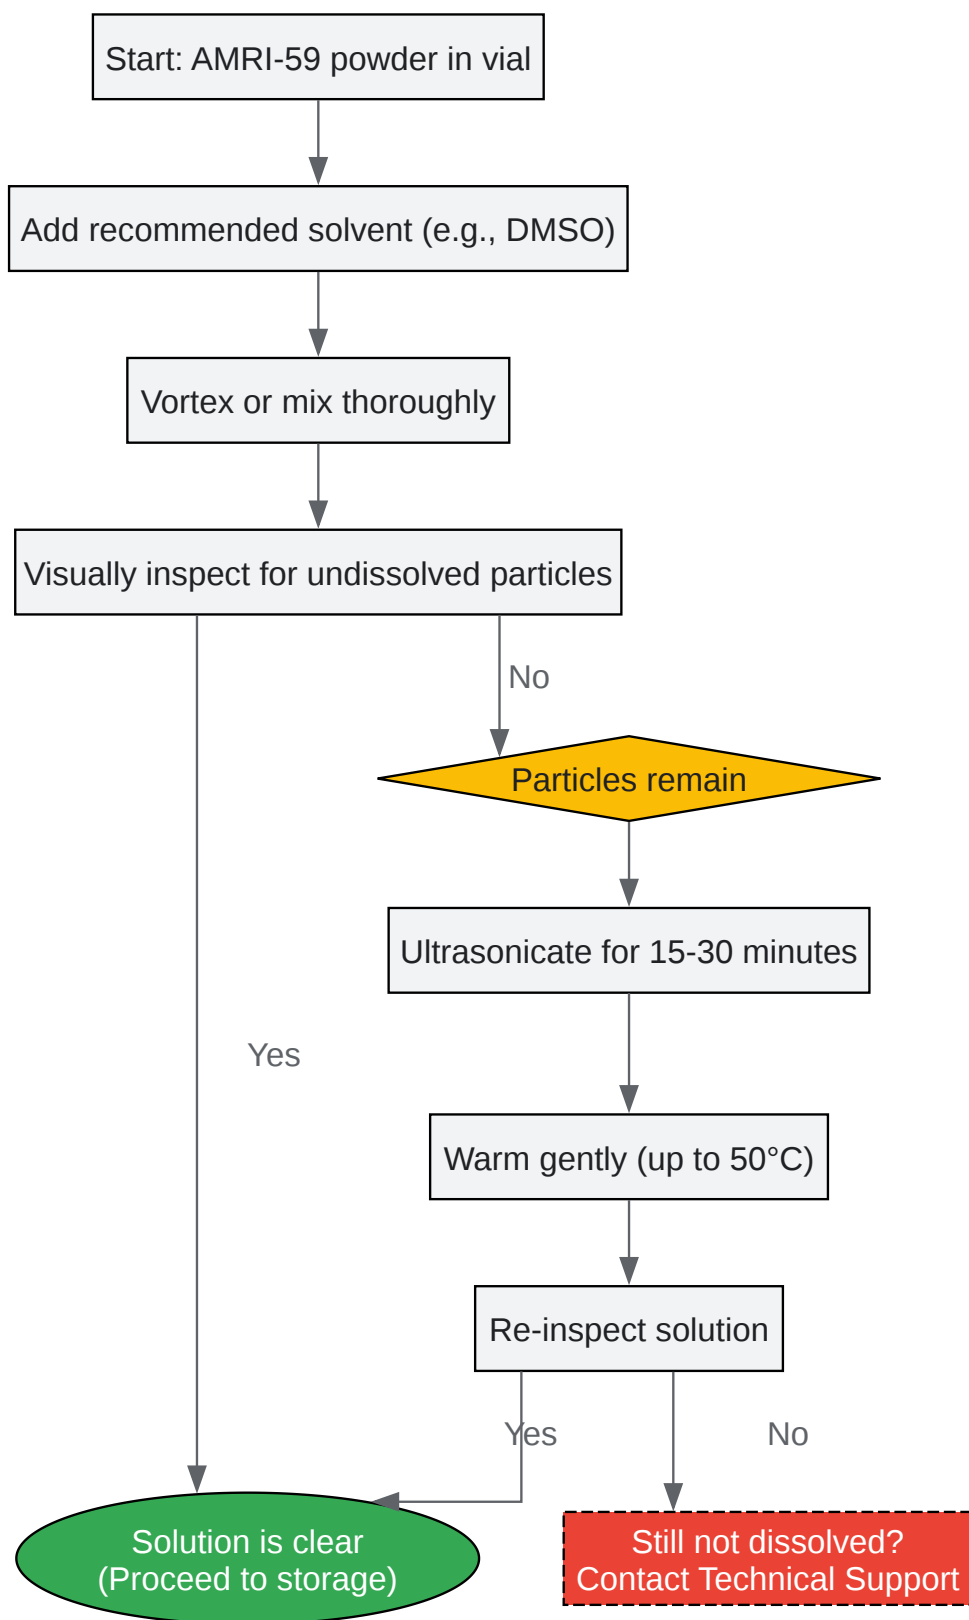 Start: AMRI-59 powder in vial
Add recommended solvent (e.g., DMSO)
Vortex or mix thoroughly
Visually inspect for undissolved particles
No
Particles remain
Ultrasonicate for 15-30 minutes
Yes
Warm gently (up to 50°C)
Re-inspect solution
Yes
No
Solution is clear
(Proceed to storage)
Still not dissolved?
Contact Technical Support